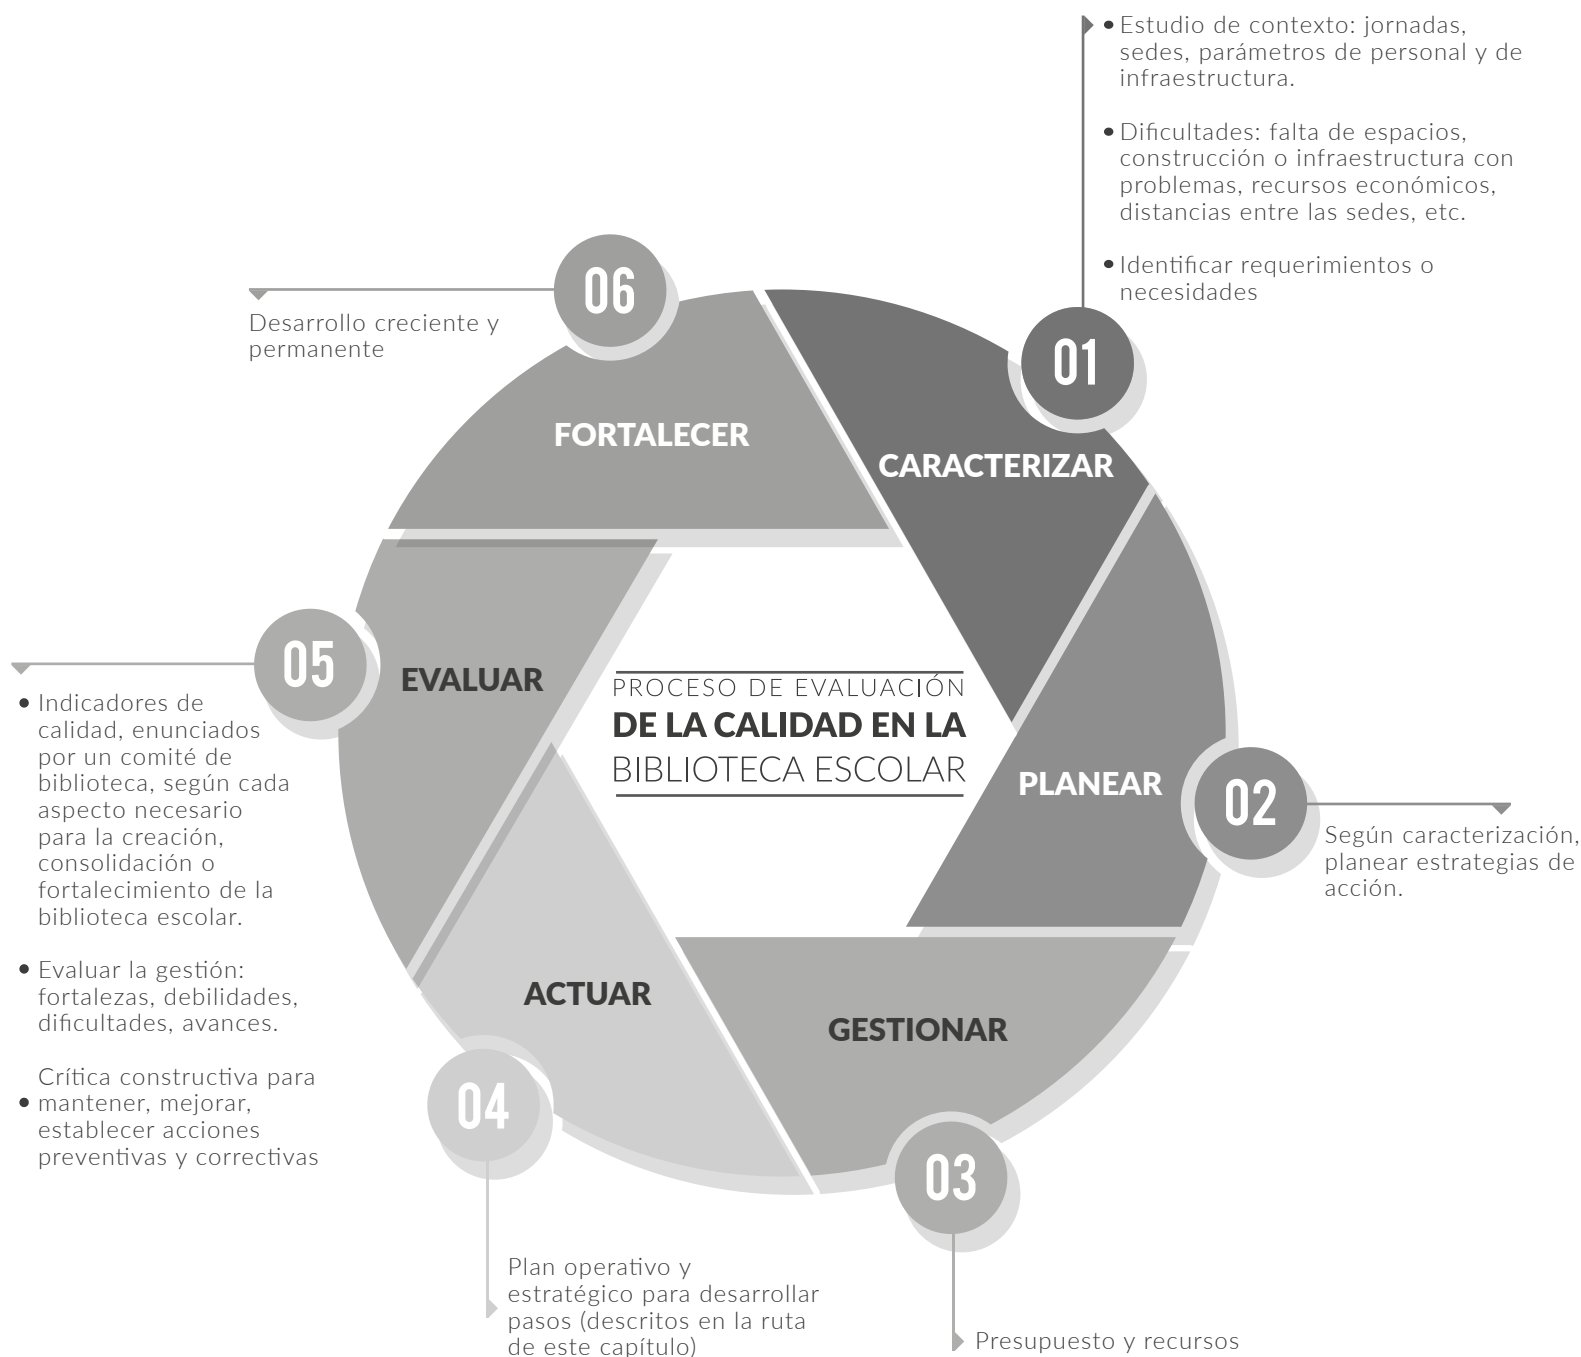 PROCESO DE EVALUACIÓN
DE LA CALIDAD EN LA
BIBLIOTECA ESCOLAR
01
CARACTERIZAR
• Estudio de contexto: jornadas,
sedes, parámetros de personal y de
infraestructura.
• Dificultades: falta de espacios,
construcción o infraestructura con
problemas, recursos económicos,
distancias entre las sedes, etc.
• Identificar requerimientos o
necesidades
02
PLANEAR
Según caracterización,
planear estrategias de
acción.
03
GESTIONAR
Presupuesto y recursos
04
ACTUAR
Plan operativo y
estratégico para desarrollar
pasos (descritos en la ruta
de este capítulo)
05
EVALUAR
• Indicadores de
calidad, enunciados
por un comité de
biblioteca, según cada
aspecto necesario
para la creación,
consolidación o
fortalecimiento de la
biblioteca escolar.
• Evaluar la gestión:
fortalezas, debilidades,
dificultades, avances.
Crítica constructiva para
• mantener, mejorar,
establecer acciones
preventivas y correctivas
06
FORTALECER
Desarrollo creciente y
permanente